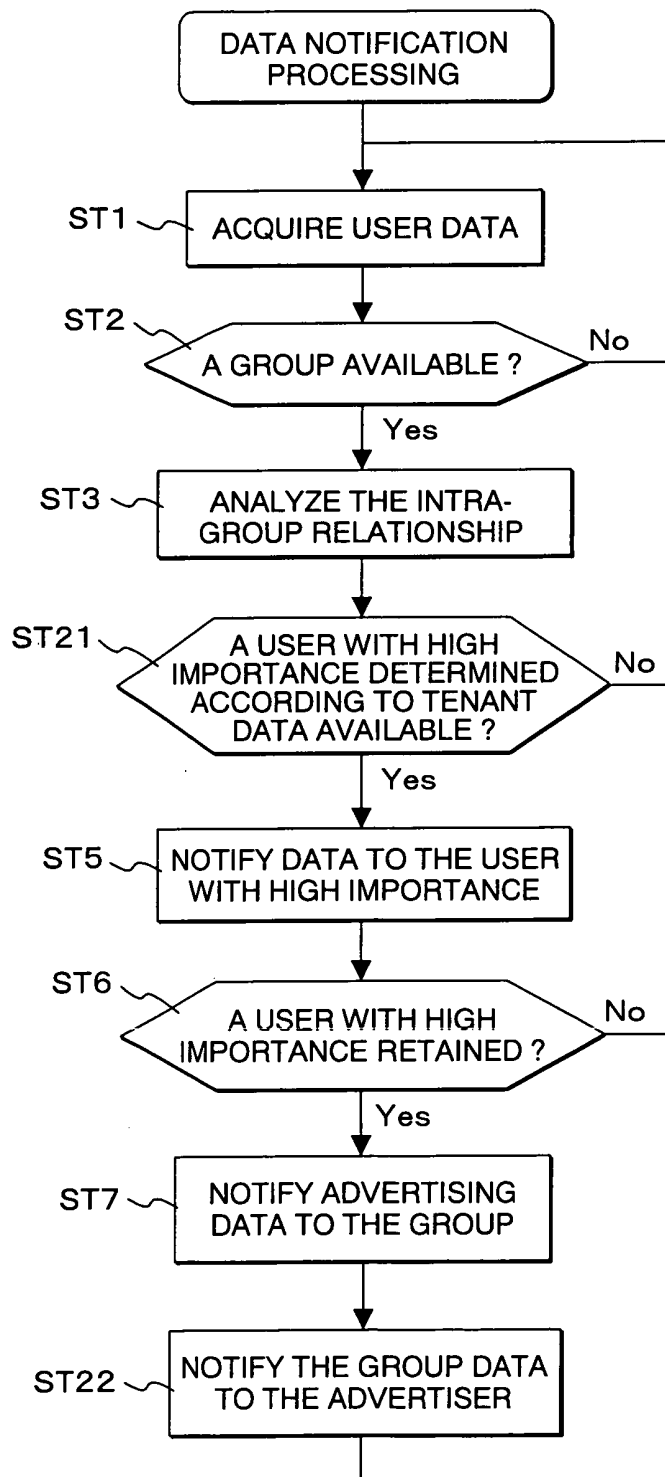 DATA NOTIFICATION
PROCESSING
ST1
ACQUIRE USER DATA
ST2
A GROUP AVAILABLE ?
No
Yes
ST3
ANALYZE THE INTRA-
GROUP RELATIONSHIP
ST21
A USER WITH HIGH
IMPORTANCE DETERMINED
ACCORDING TO TENANT
DATA AVAILABLE ?
No
Yes
ST5
NOTIFY DATA TO THE USER
WITH HIGH IMPORTANCE
ST6
A USER WITH HIGH
IMPORTANCE RETAINED ?
No
Yes
ST7
NOTIFY ADVERTISING
DATA TO THE GROUP
ST22
NOTIFY THE GROUP DATA
TO THE ADVERTISER